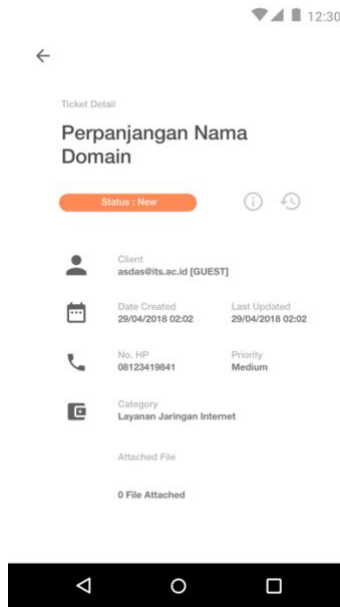 12:30
Ticket Detail
Perpanjangan Nama
Domain
Status : New
Client
asdas@its.ac.id [GUEST]
Date Created
Last Updated
29/04/2018 02:02
29/04/2018 02:02
No. HP
Priority
08123419841
Medium
Category
Layanan Jaringan Internet
Attached File
0 File Attached